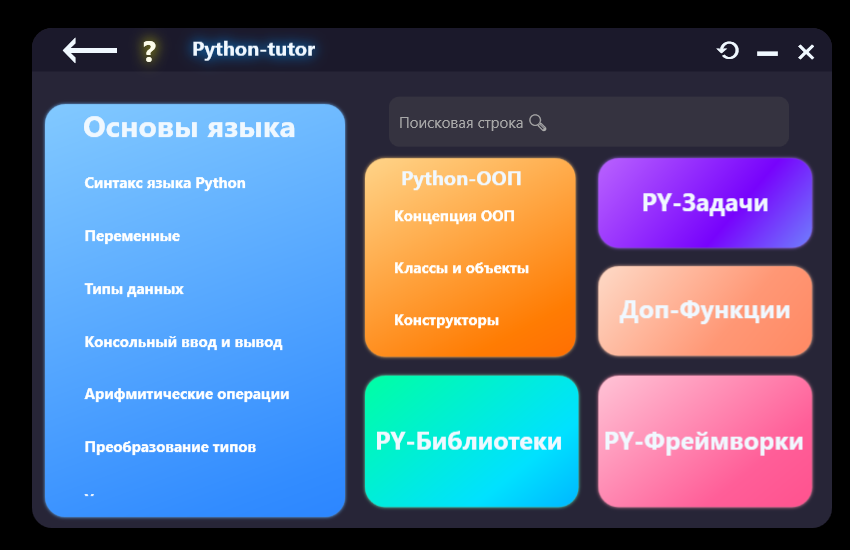 ? Python-tutor
Основы языка
Синтакс языка Python
Переменные
Типы данных
Консольный ввод и вывод
Арифмитические операции
Преобразование типов
Поисковая строка
Python-ООП
Концепция ООП
Классы и объекты
Конструкторы
PY-Задачи
Доп-Функции
PY-Библиотеки
PY-Фреймворки